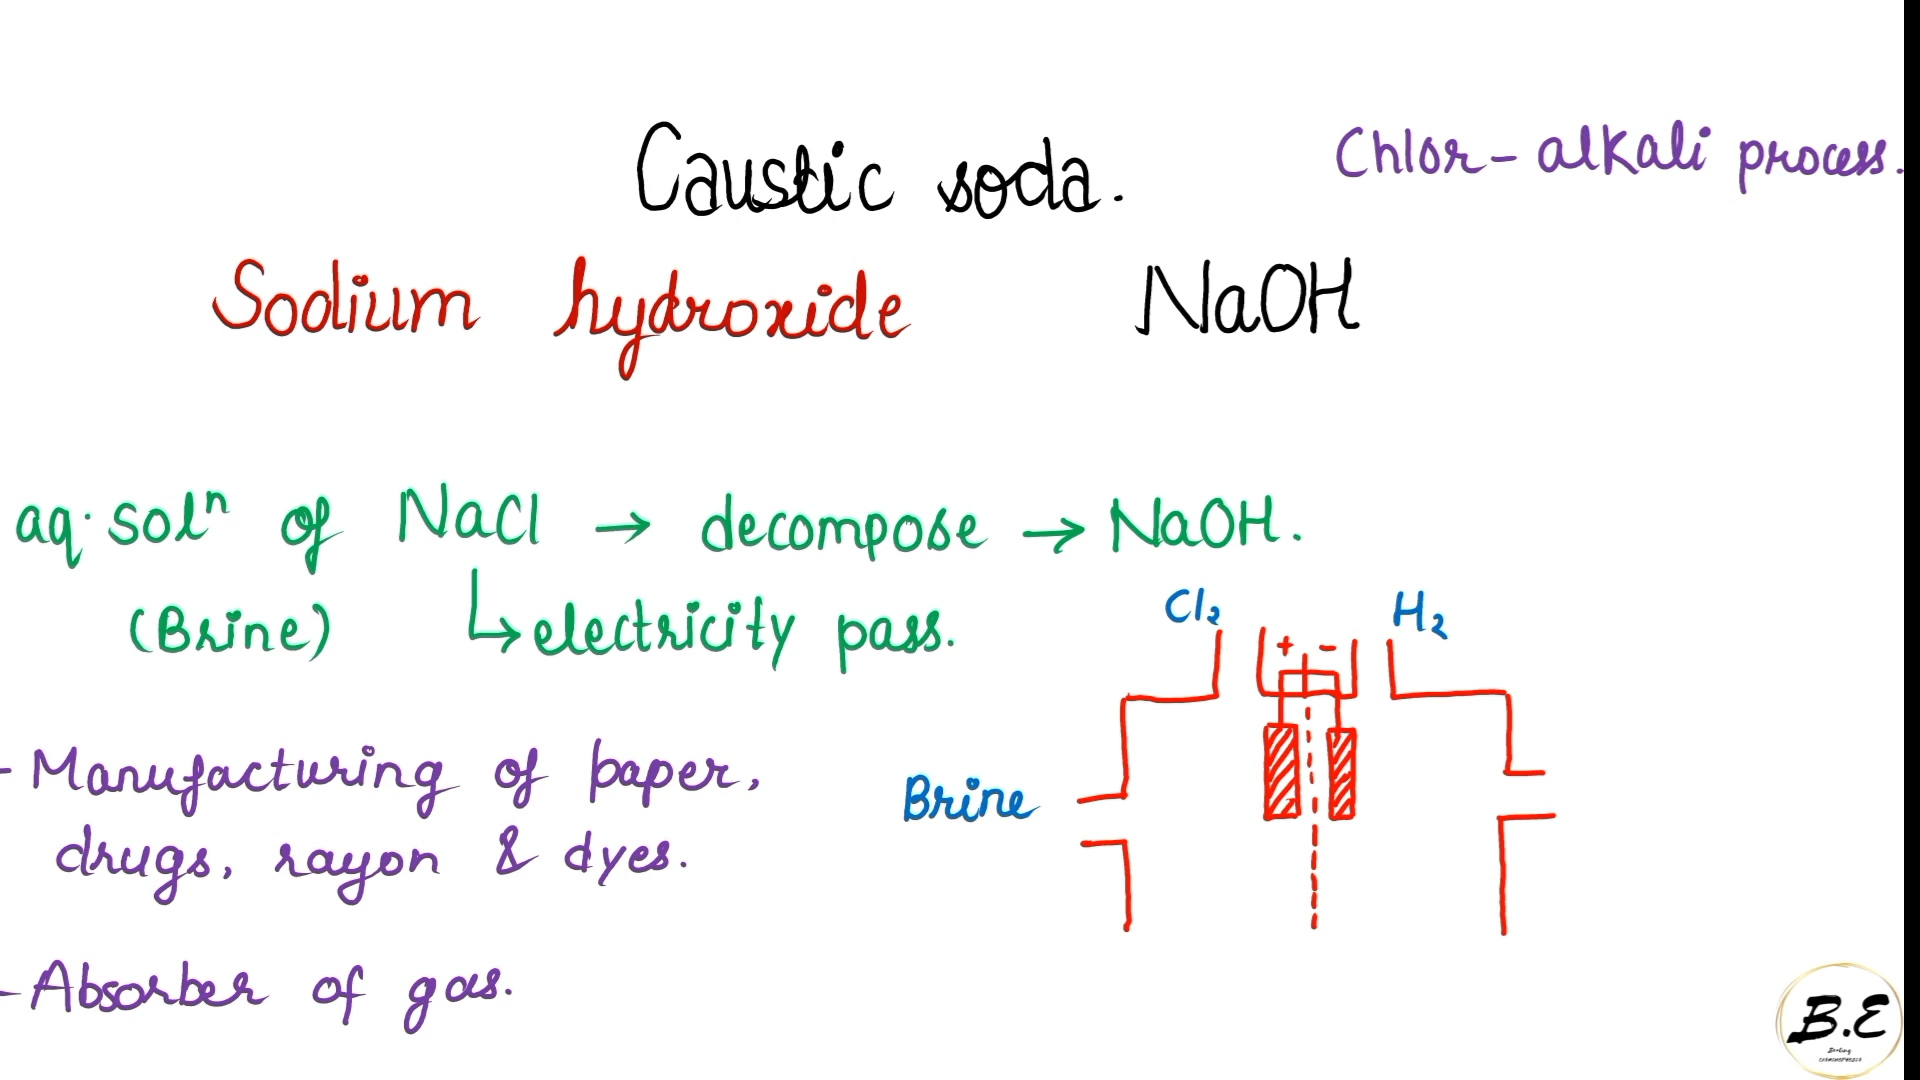 Caustic soda.
Chlor-alkali process.
Sodium hydroxide NaOH
aq. solⁿ of NaCl → decompose → NaOH.
(Brine) ↳ electricity pass.
Cl₂ H₂
+ -
- Manufacturing of paper,
drugs, rayon & dyes.
Brine
- Absorber of gas.
B.E